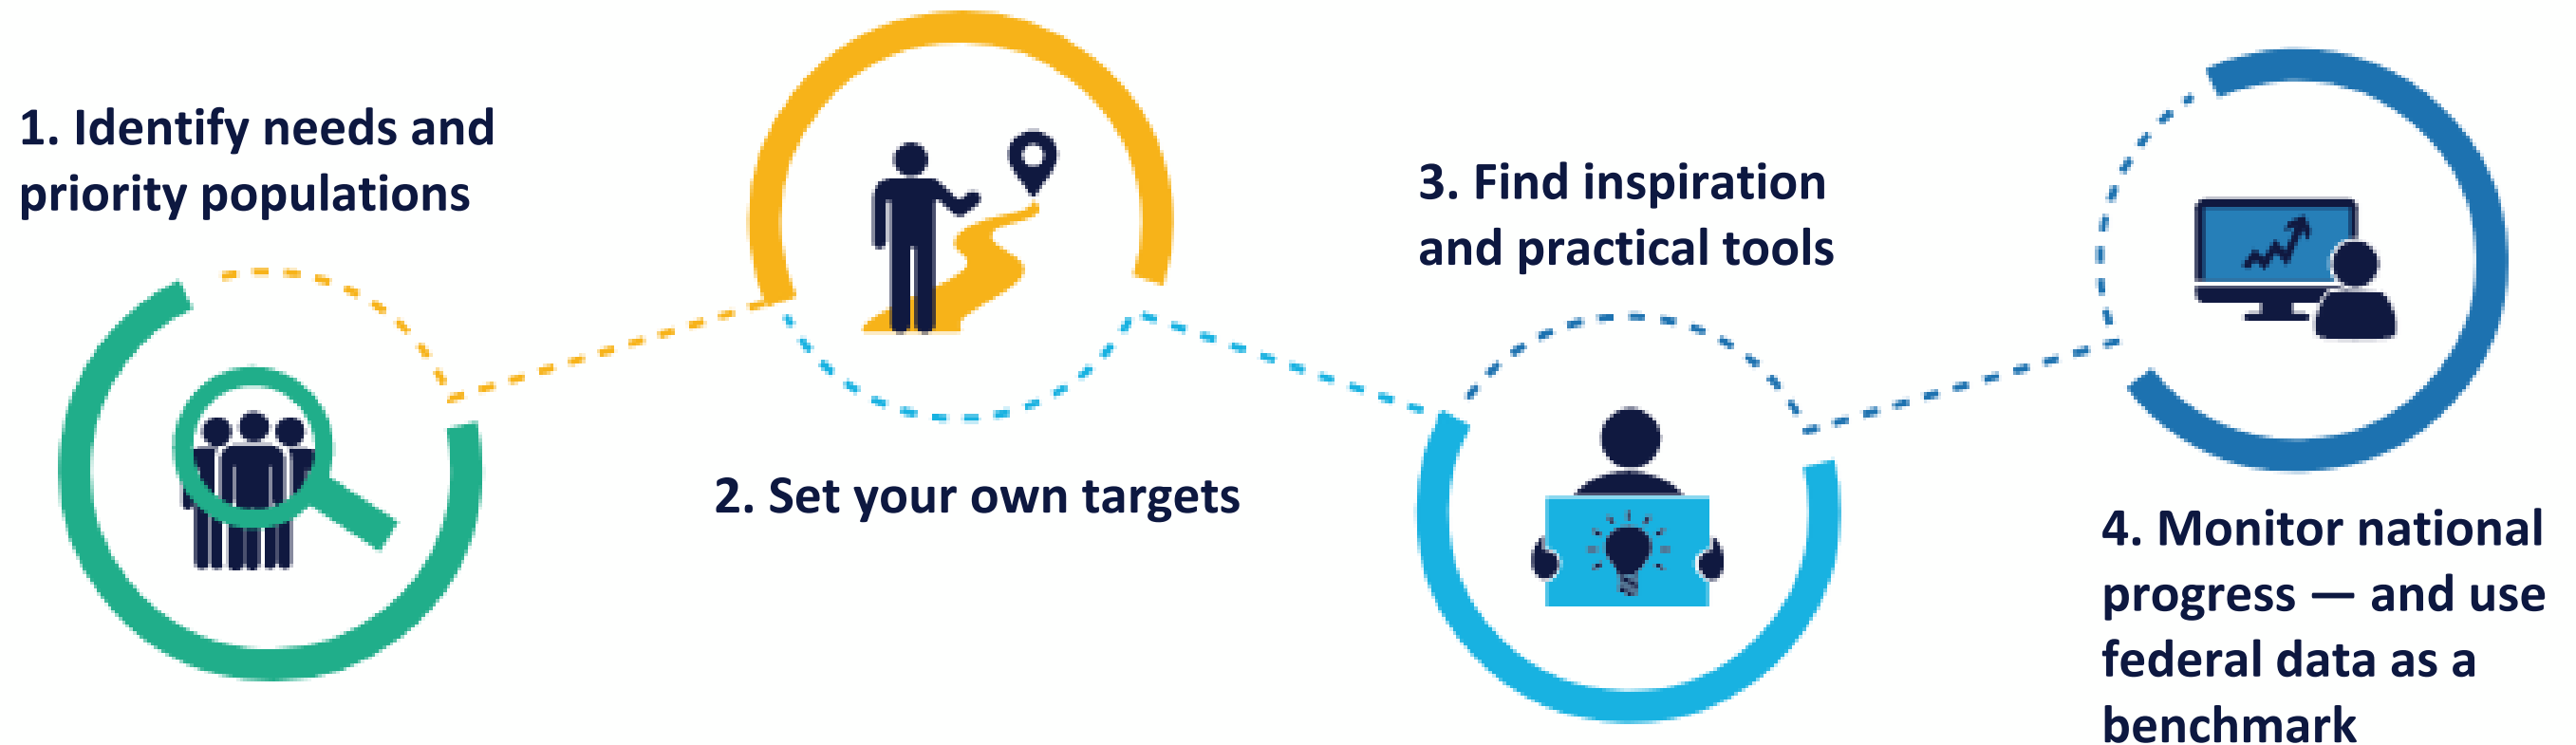 1. Identify needs and
priority populations
2. Set your own targets
3. Find inspiration
and practical tools
4. Monitor national
progress — and use
federal data as a
benchmark